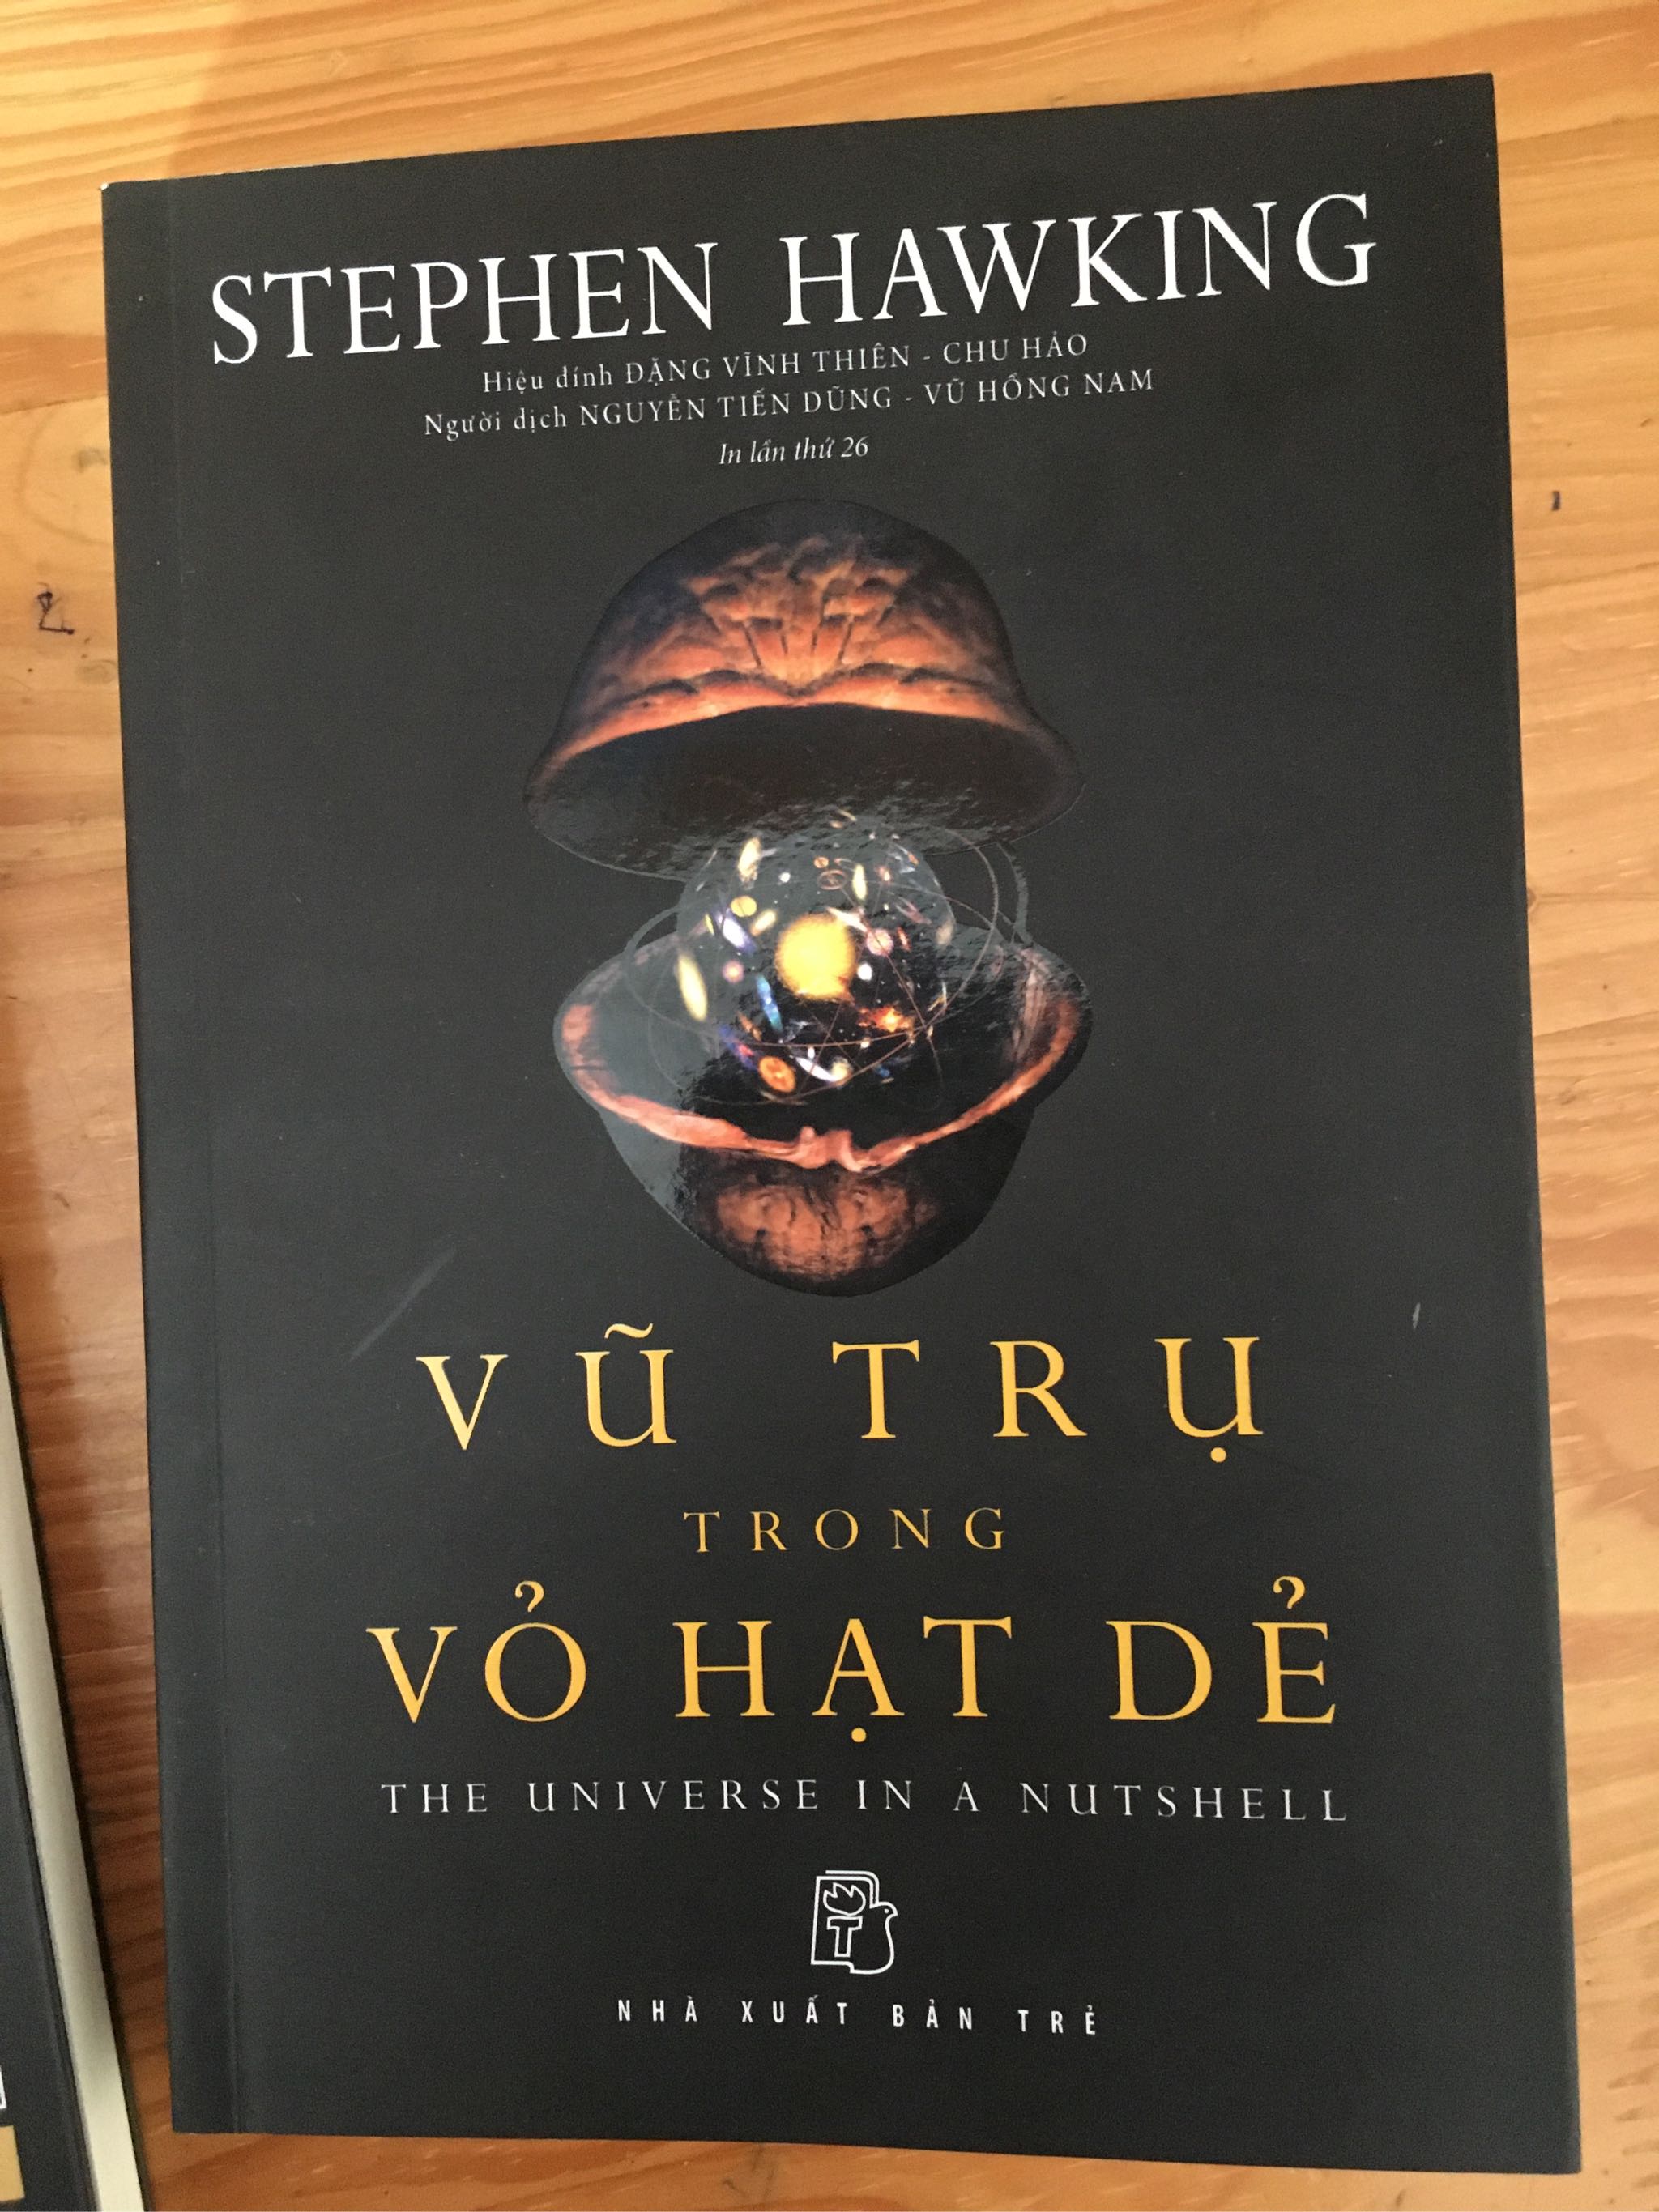 STEPHEN HAWKING
Hiệu đính ĐẶNG VĨNH THIÊN - CHU HẢO
Người dịch NGUYỄN TIẾN DŨNG - VŨ HỒNG NAM
In lần thứ 26
VŨ TRỤ
TRONG
VỎ HẠT DẺ
THE UNIVERSE IN A NUTSHELL
T
NHÀ XUẤT BẢN TRẺ